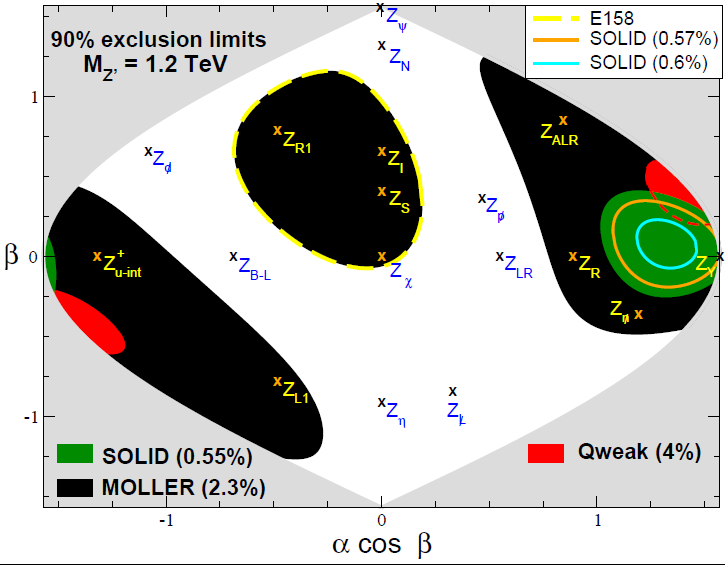 90% exclusion limits
M_Z' = 1.2 TeV
E158
SOLID (0.57%)
SOLID (0.6%)
Z_ψ
Z_N
1
Z_ALR
Z_R1
Z_I
Z_d
Z_S
Z_p
β
0
Z_u-int^+
Z_B-L
Z_χ
Z_LR
Z_R
Z_Y
Z_n
Z_L1
-1
Z_η
Z_L
SOLID (0.55%)
MOLLER (2.3%)
Qweak (4%)
-1
0
1
α cos β